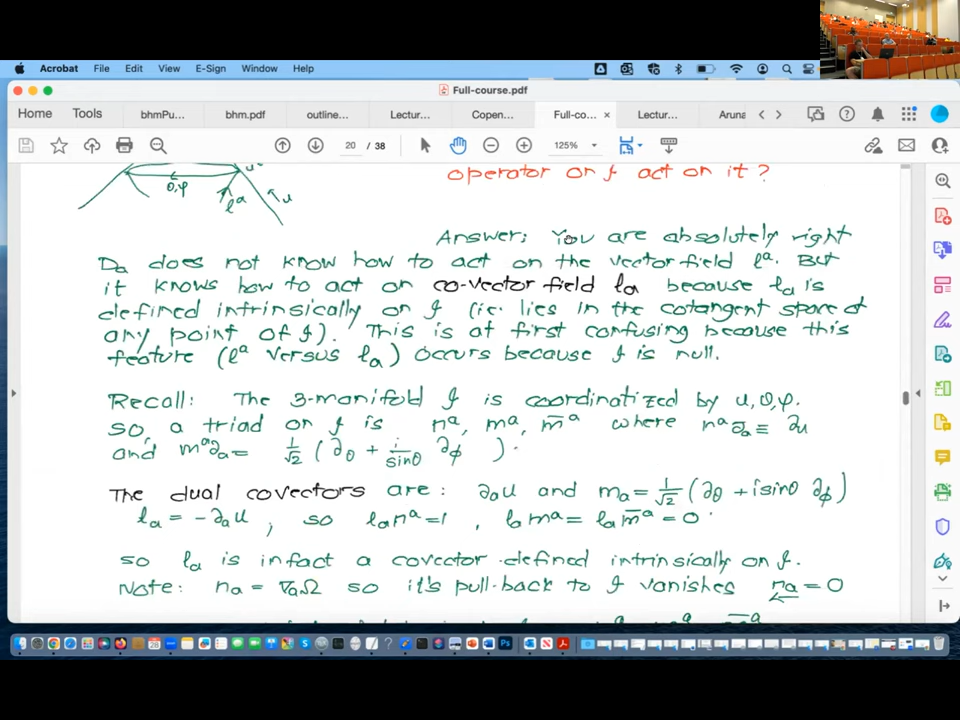 Acrobat File Edit View E-Sign Window Help
Full-course.pdf
Home Tools bhmPu... bhm.pdf outline... Lectur... Copen... Full-co... × Lectur... Aruna
20 / 38 125%
operator on ℐ act on it?
θ,φ lᵃ u
Answer: You are absolutely right
Da does not know how to act on the vector field lᵃ. But
it knows how to act on co-vector field la because la is
defined intrinsically on ℐ (ie. lies in the cotangent space of
any point of ℐ). This is at first confusing because this
feature (lᵃ versus la) occurs because ℐ is null.
Recall: The 3-manifold ℐ is coordinatized by u, θ, φ.
so, a triad on ℐ is nᵃ, mᵃ, m̄ᵃ where nᵃ∂a ≡ ∂u
and mᵃ∂a = 1/√2 (∂θ + i/sinθ ∂φ).
The dual covectors are: ∂au and ma = 1/√2 (∂θ + i sinθ ∂φ)
la = -∂au, so lanᵃ=1, lamᵃ = lam̄ᵃ = 0.
so la is in fact a covector defined intrinsically on ℐ.
Note: na = ∇aΩ so it's pull-back to ℐ vanishes na = 0